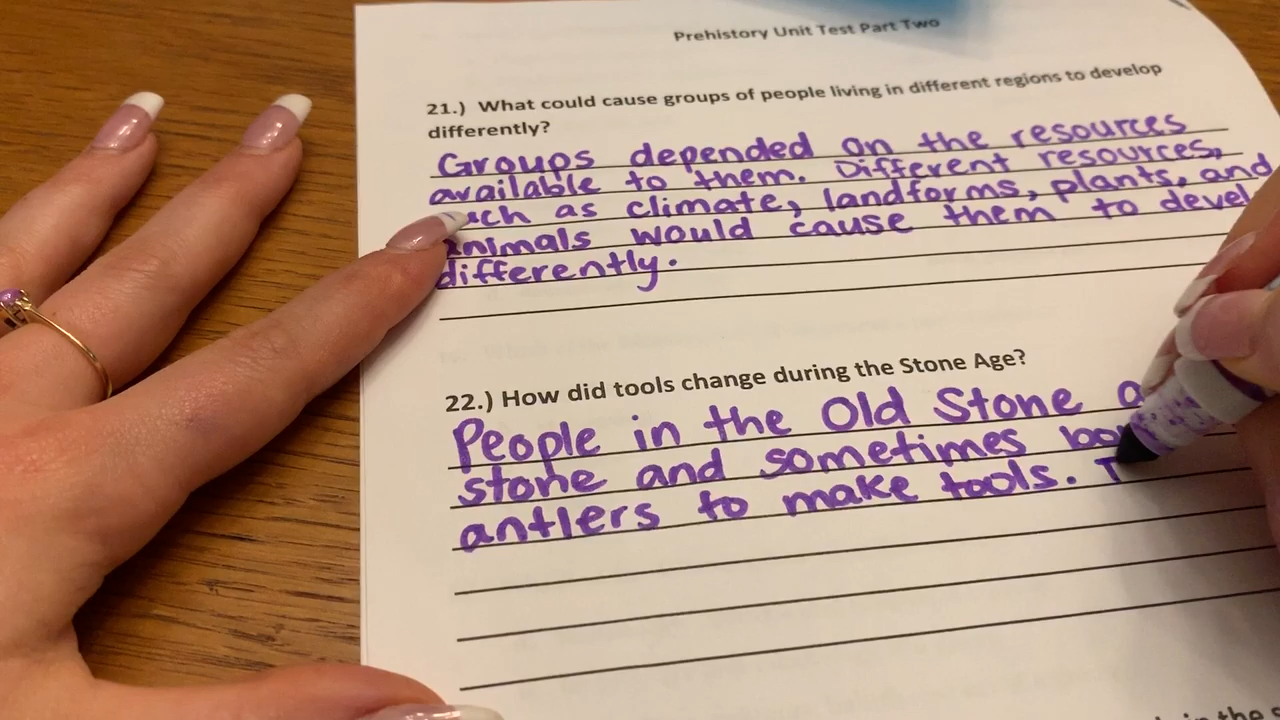 Prehistory Unit Test Part Two
21.) What could cause groups of people living in different regions to develop
differently?
Groups depended on the resources
available to them. Different resources,
such as climate, landforms, plants, and
animals would cause them to devel
differently.
22.) How did tools change during the Stone Age?
People in the Old Stone a
stone and sometimes bo
antlers to make tools. T
in the s